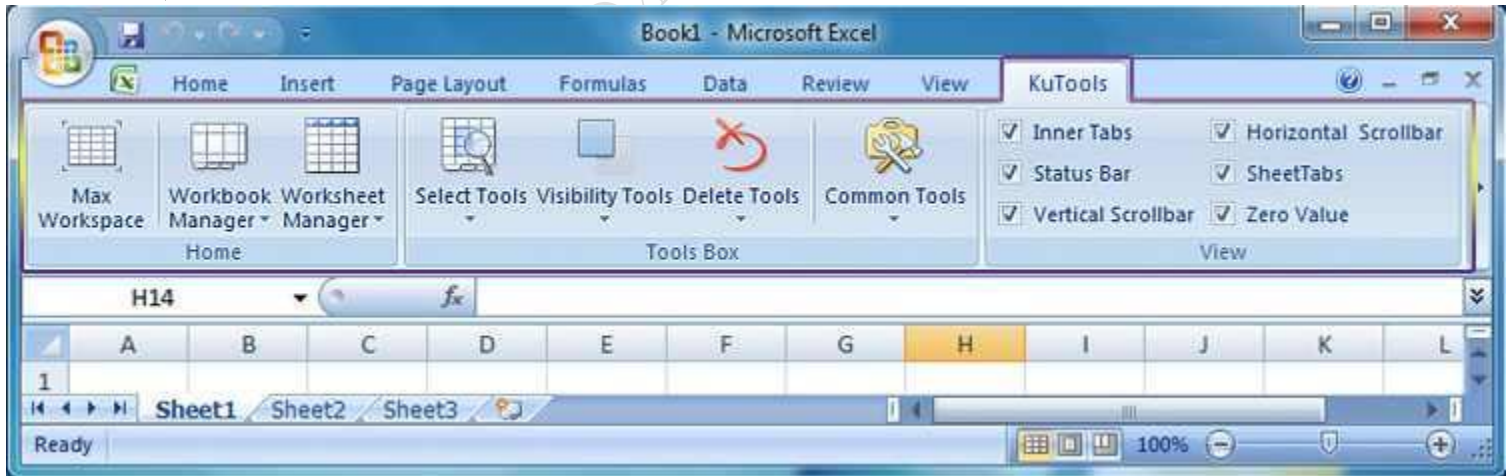 Book1 - Microsoft Excel
Home Insert Page Layout Formulas Data Review View KuTools
Inner Tabs Horizontal Scrollbar
Status Bar SheetTabs
Vertical Scrollbar Zero Value
Max Workspace
Workbook Manager
Worksheet Manager
Select Tools Visibility Tools Delete Tools Common Tools
Home Tools Box View
H14 fx
A B C D E F G H I J K L
1
Sheet1 Sheet2 Sheet3
Ready 100%